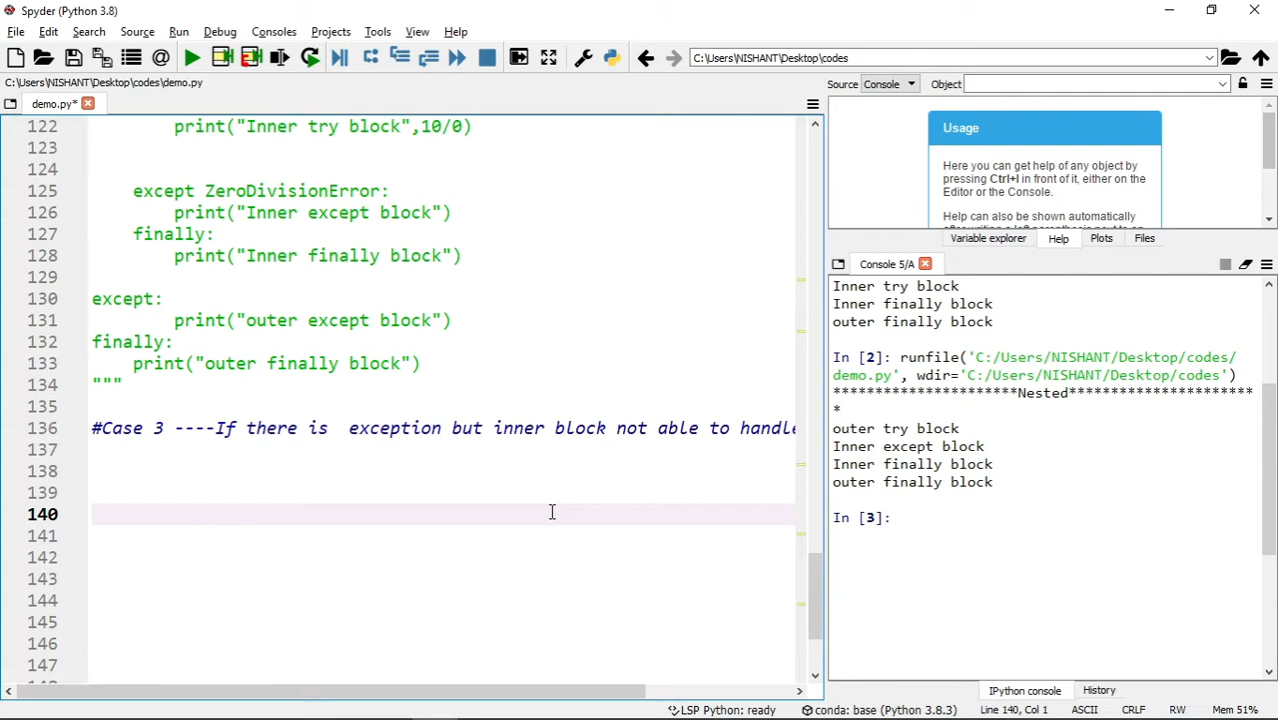 Spyder (Python 3.8)
File Edit Search Source Run Debug Consoles Projects Tools View Help
C:\Users\NISHANT\Desktop\codes
C:\Users\NISHANT\Desktop\codes\demo.py
demo.py*
122 print("Inner try block",10/0)
123
124
125 except ZeroDivisionError:
126 print("Inner except block")
127 finally:
128 print("Inner finally block")
129
130 except:
131 print("outer except block")
132 finally:
133 print("outer finally block")
134 """
135
136 #Case 3 ----If there is  exception but inner block not able to handle
137
138
139
140
141
142
143
144
145
146
147
Source Console Object
Usage
Here you can get help of any object by
pressing Ctrl+I in front of it, either on the
Editor or the Console.
Help can also be shown automatically
Variable explorer Help Plots Files
Console 5/A
Inner try block
Inner finally block
outer finally block
In [2]: runfile('C:/Users/NISHANT/Desktop/codes/
demo.py', wdir='C:/Users/NISHANT/Desktop/codes')
**********************Nested**********************
*
outer try block
Inner except block
Inner finally block
outer finally block
In [3]:
IPython console History
LSP Python: ready conda: base (Python 3.8.3) Line 140, Col 1 ASCII CRLF RW Mem 51%